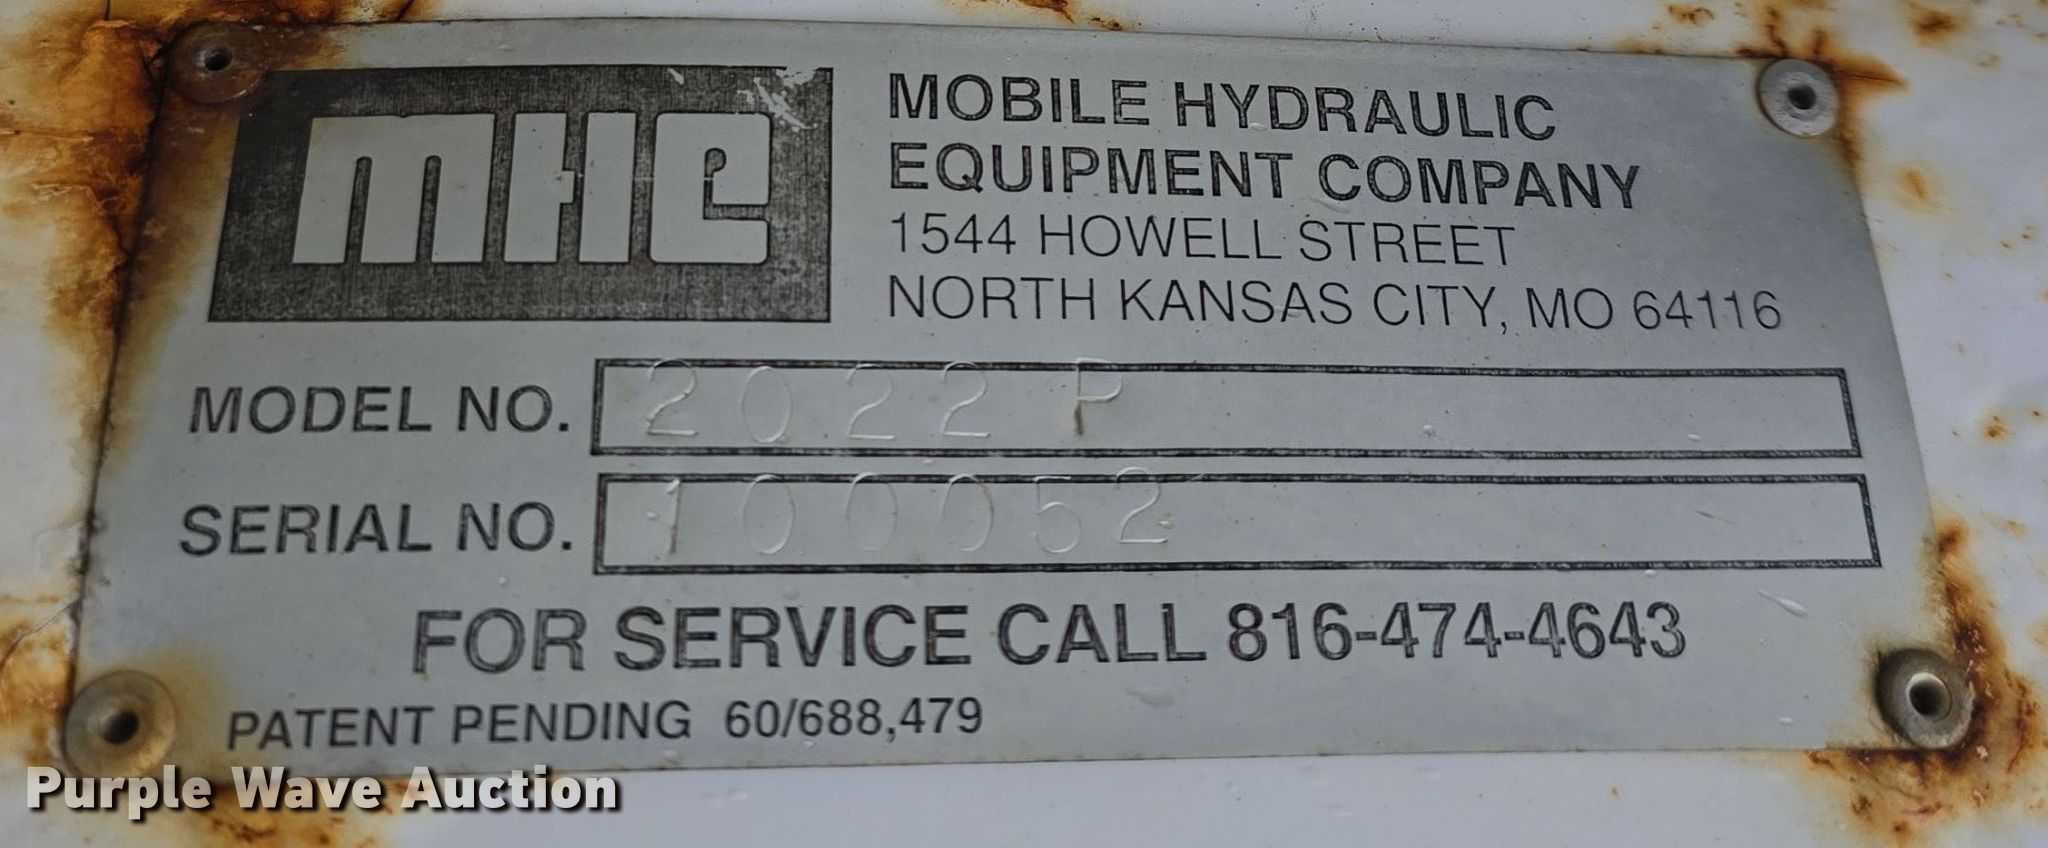 MHC
MOBILE HYDRAULIC
EQUIPMENT COMPANY
1544 HOWELL STREET
NORTH KANSAS CITY, MO 64116
MODEL NO. 2022 P
SERIAL NO. 100052
FOR SERVICE CALL 816-474-4643
PATENT PENDING 60/688,479
Purple Wave Auction